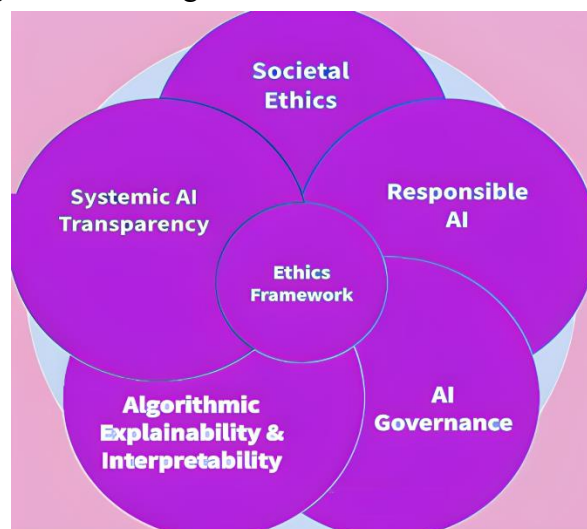 Societal
Ethics
Systemic AI
Transparency
Responsible
AI
Ethics
Framework
Algorithmic
Explainability &
Interpretability
AI
Governance